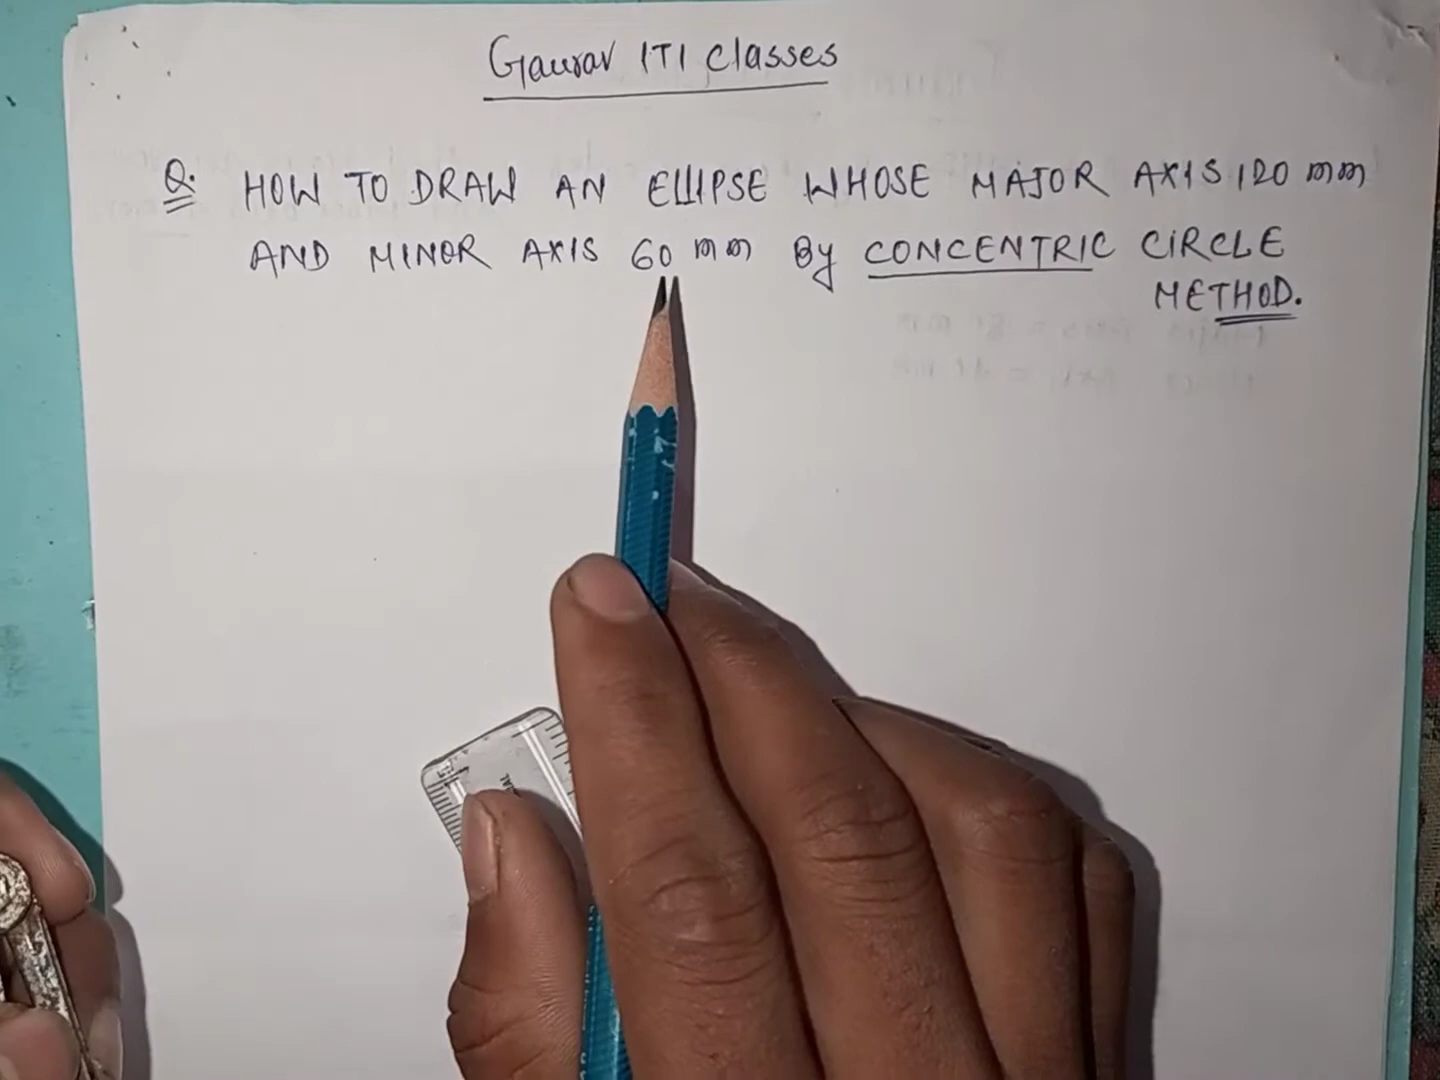 Gaurav ITI Classes
Q. HOW TO DRAW AN ELLIPSE WHOSE MAJOR AXIS 120 mm
AND MINOR AXIS 60 mm By CONCENTRIC CIRCLE
METHOD.